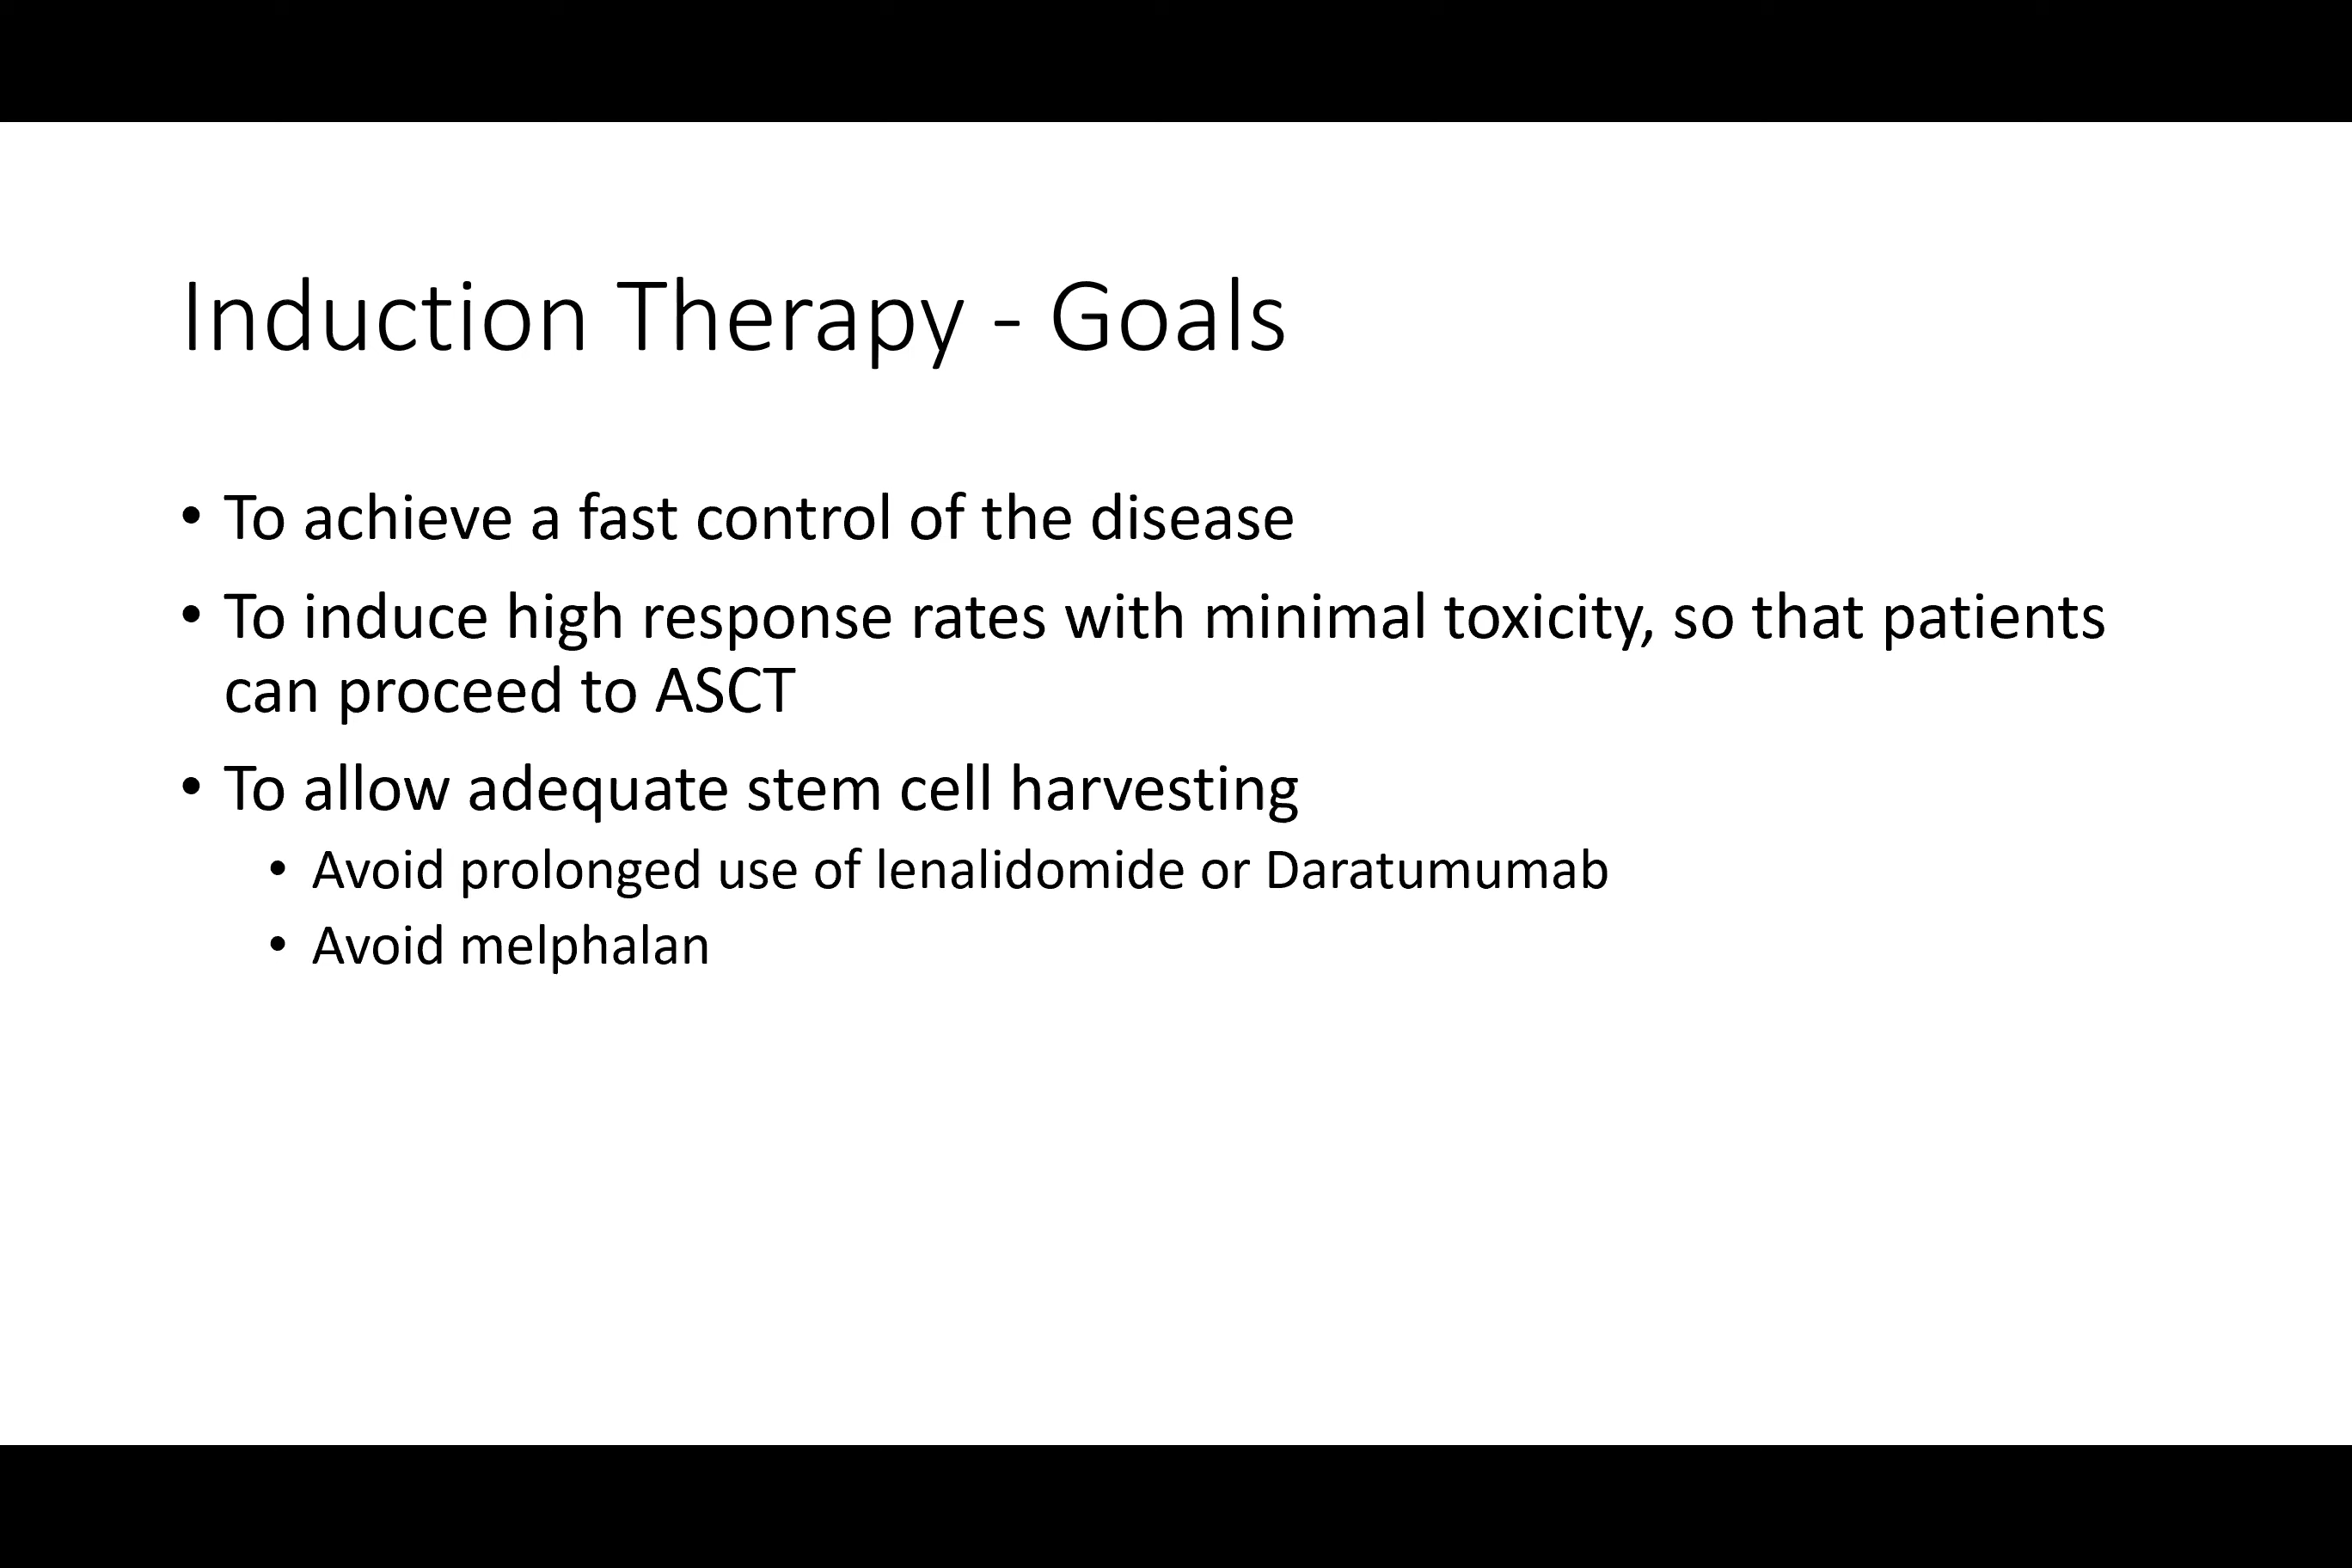 Induction Therapy - Goals
• To achieve a fast control of the disease
• To induce high response rates with minimal toxicity, so that patients
can proceed to ASCT
• To allow adequate stem cell harvesting
• Avoid prolonged use of lenalidomide or Daratumumab
• Avoid melphalan